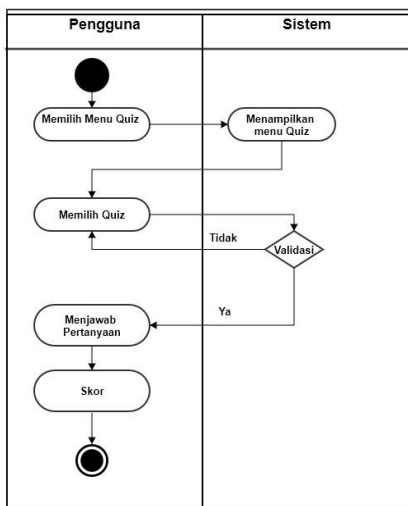 Pengguna
Sistem
Memilih Menu Quiz
Menampilkan
menu Quiz
Memilih Quiz
Tidak
Validasi
Ya
Menjawab
Pertanyaan
Skor